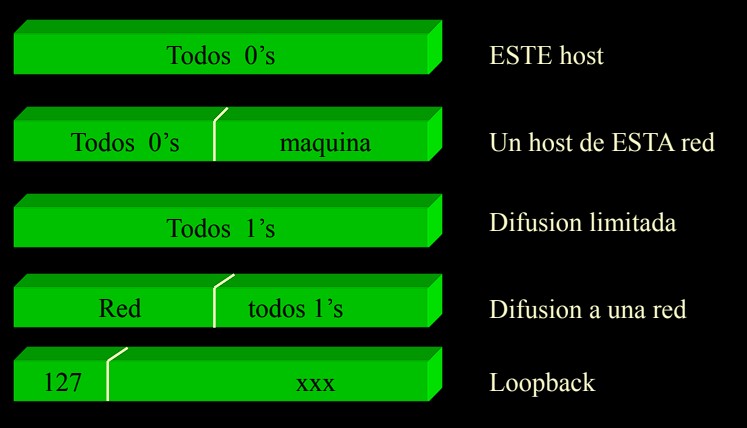 Todos 0's ESTE host
Todos 0's maquina Un host de ESTA red
Todos 1's Difusion limitada
Red todos 1's Difusion a una red
127 xxx Loopback